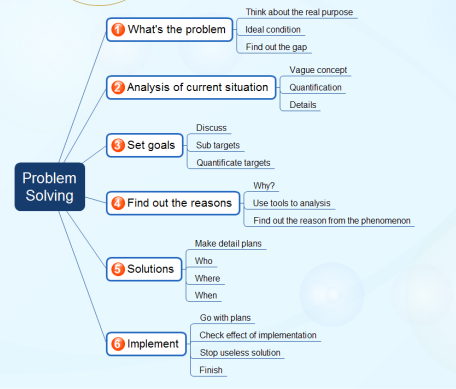 Problem
Solving
1 What's the problem
Think about the real purpose
Ideal condition
Find out the gap
2 Analysis of current situation
Vague concept
Quantification
Details
3 Set goals
Discuss
Sub targets
Quantificate targets
4 Find out the reasons
Why?
Use tools to analysis
Find out the reason from the phenomenon
5 Solutions
Make detail plans
Who
Where
When
6 Implement
Go with plans
Check effect of implementation
Stop useless solution
Finish